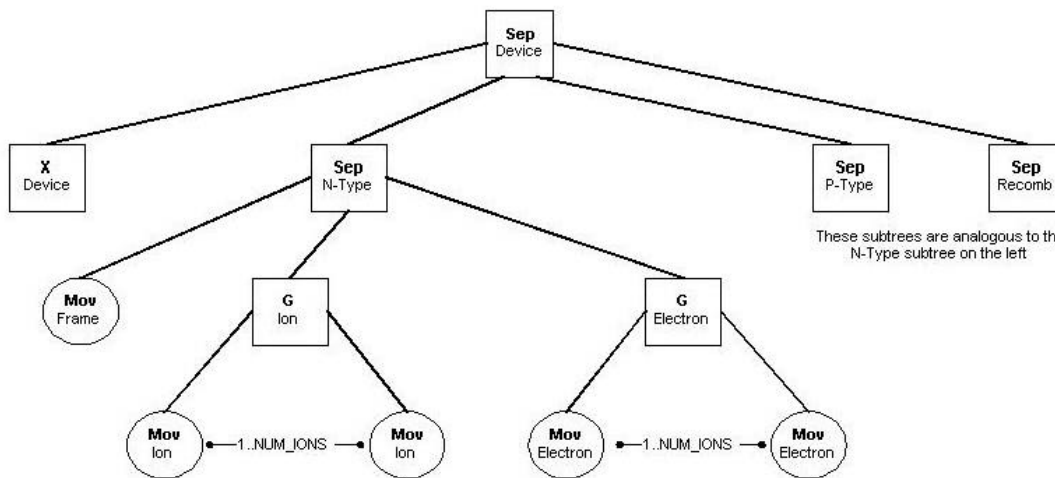 Sep
Device
X
Device
Sep
N-Type
Sep
P-Type
Sep
Recomb
These subtrees are analogous to th
N-Type subtree on the left
Mov
Frame
G
Ion
G
Electron
Mov
Ion
1..NUM_IONS
Mov
Ion
Mov
Electron
1..NUM_IONS
Mov
Electron